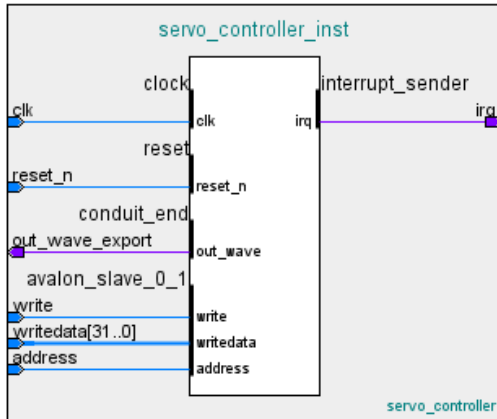 servo_controller_inst
clock interrupt_sender
clk irq
clk irq
reset
reset_n
reset_n
conduit_end
out_wave_export
out_wave
avalon_slave_0_1
write
write
writedata[31..0]
writedata
address
address
servo_controller